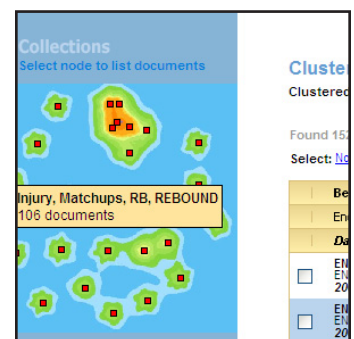 Collections
Select node to list documents
Injury, Matchups, RB, REBOUND
106 documents
Cluste
Clustered
Found 152
Select: No
Be
En
Da
EN
EN
20
EN
EN
20